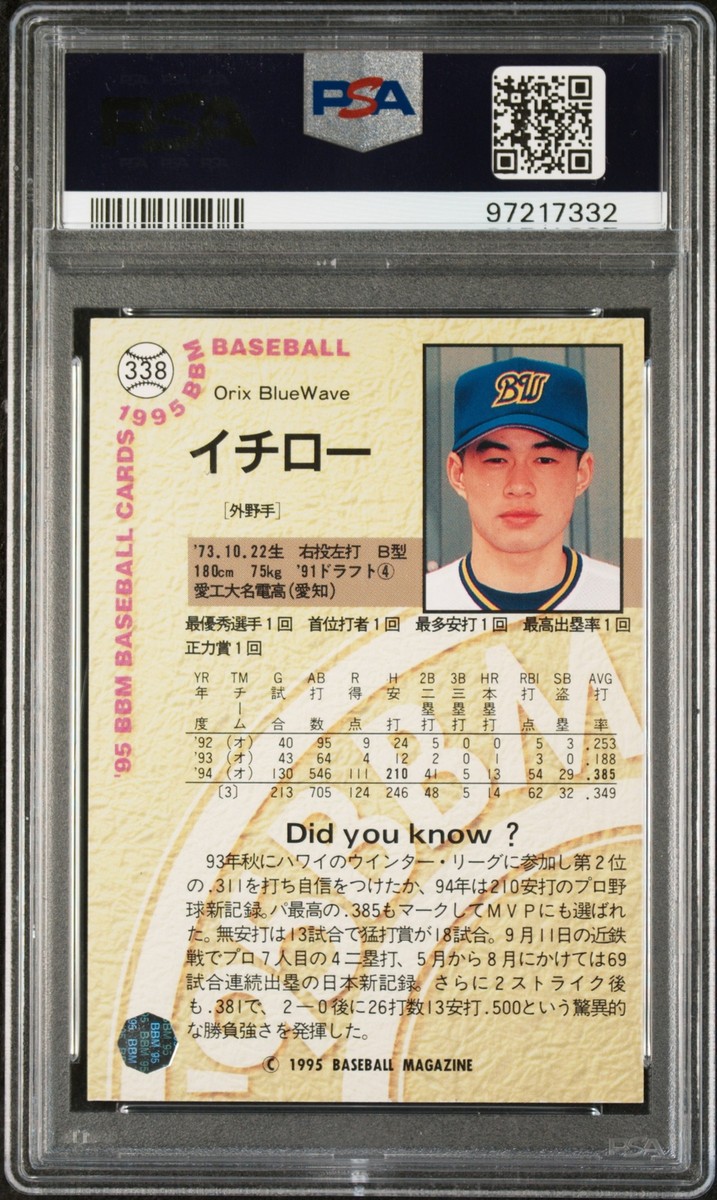 PSA
97217332
338
1995 BBM BASEBALL
'95 BBM BASEBALL CARDS
Orix BlueWave
イチロー
[外野手]
BW
'73.10.22生 右投左打 B型
180cm 75kg '91ドラフト④
愛工大名電高(愛知)
最優秀選手1回 首位打者1回 最多安打1回 最高出塁率1回
正力賞1回
YR TM G AB R H 2B 3B HR RBI SB AVG
年度 チーム 試合 打数 得点 安打 二塁打 三塁打 本塁打 打点 盗塁 打率
'92 (オ) 40 95 9 24 5 0 0 5 3 .253
'93 (オ) 43 64 4 12 2 0 1 3 0 .188
'94 (オ) 130 546 111 210 41 5 13 54 29 .385
〔3〕 213 705 124 246 48 5 14 62 32 .349
Did you know ?
93年秋にハワイのウインター・リーグに参加し第2位
の.311を打ち自信をつけたか、94年は210安打のプロ野
球新記録。パ最高の.385もマークしてMVPにも選ばれ
た。無安打は13試合で猛打賞が18試合。9月11日の近鉄
戦でプロ7人目の4二塁打、5月から8月にかけては69
試合連続出塁の日本新記録。さらに2ストライク後
も.381で、2-0後に26打数13安打.500という驚異的
な勝負強さを発揮した。
© 1995 BASEBALL MAGAZINE
BBM '95
PSA